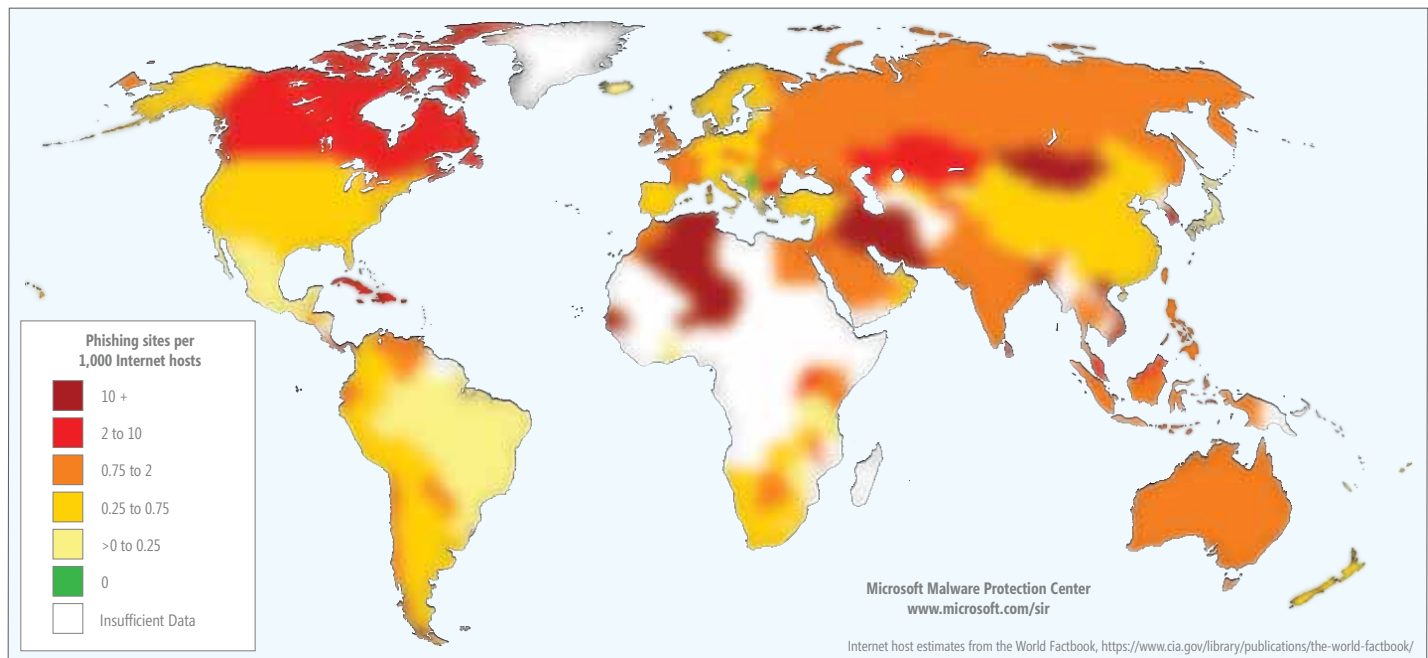 Phishing sites per
1,000 Internet hosts
10 +
2 to 10
0.75 to 2
0.25 to 0.75
>0 to 0.25
0
Insufficient Data
Microsoft Malware Protection Center
www.microsoft.com/sir
Internet host estimates from the World Factbook, https://www.cia.gov/library/publications/the-world-factbook/